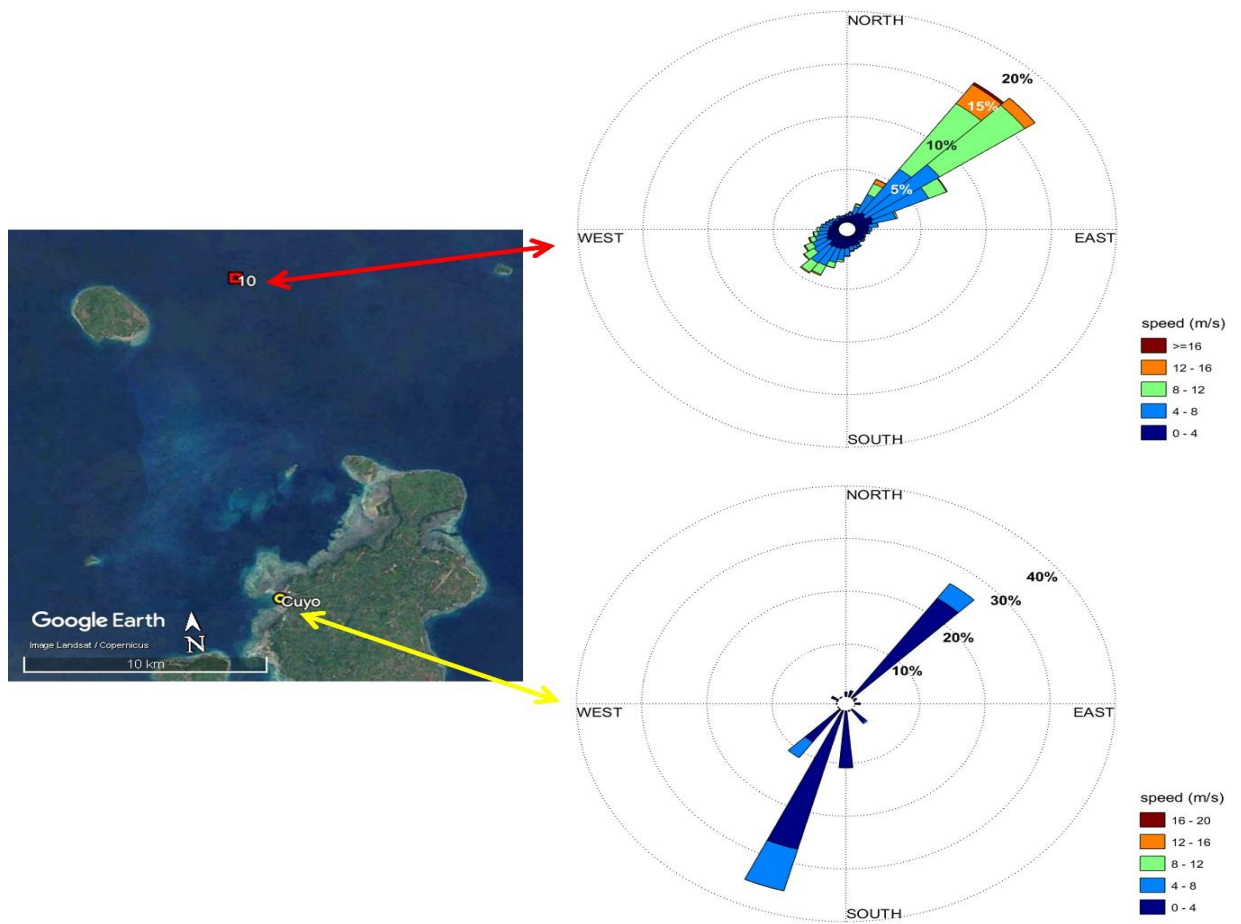 NORTH
20%
15%
10%
5%
WEST
EAST
SOUTH
speed (m/s)
>=16
12 - 16
8 - 12
4 - 8
0 - 4
10
Cuyo
Google Earth
N
Image Landsat / Copernicus
10 km
NORTH
40%
30%
20%
10%
WEST
EAST
SOUTH
speed (m/s)
16 - 20
12 - 16
8 - 12
4 - 8
0 - 4